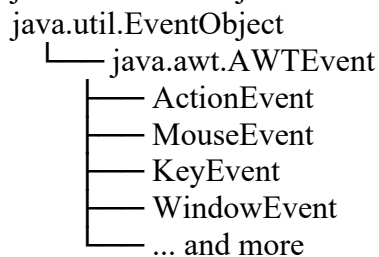 java.util.EventObject
└── java.awt.AWTEvent
├── ActionEvent
├── MouseEvent
├── KeyEvent
├── WindowEvent
└── ... and more